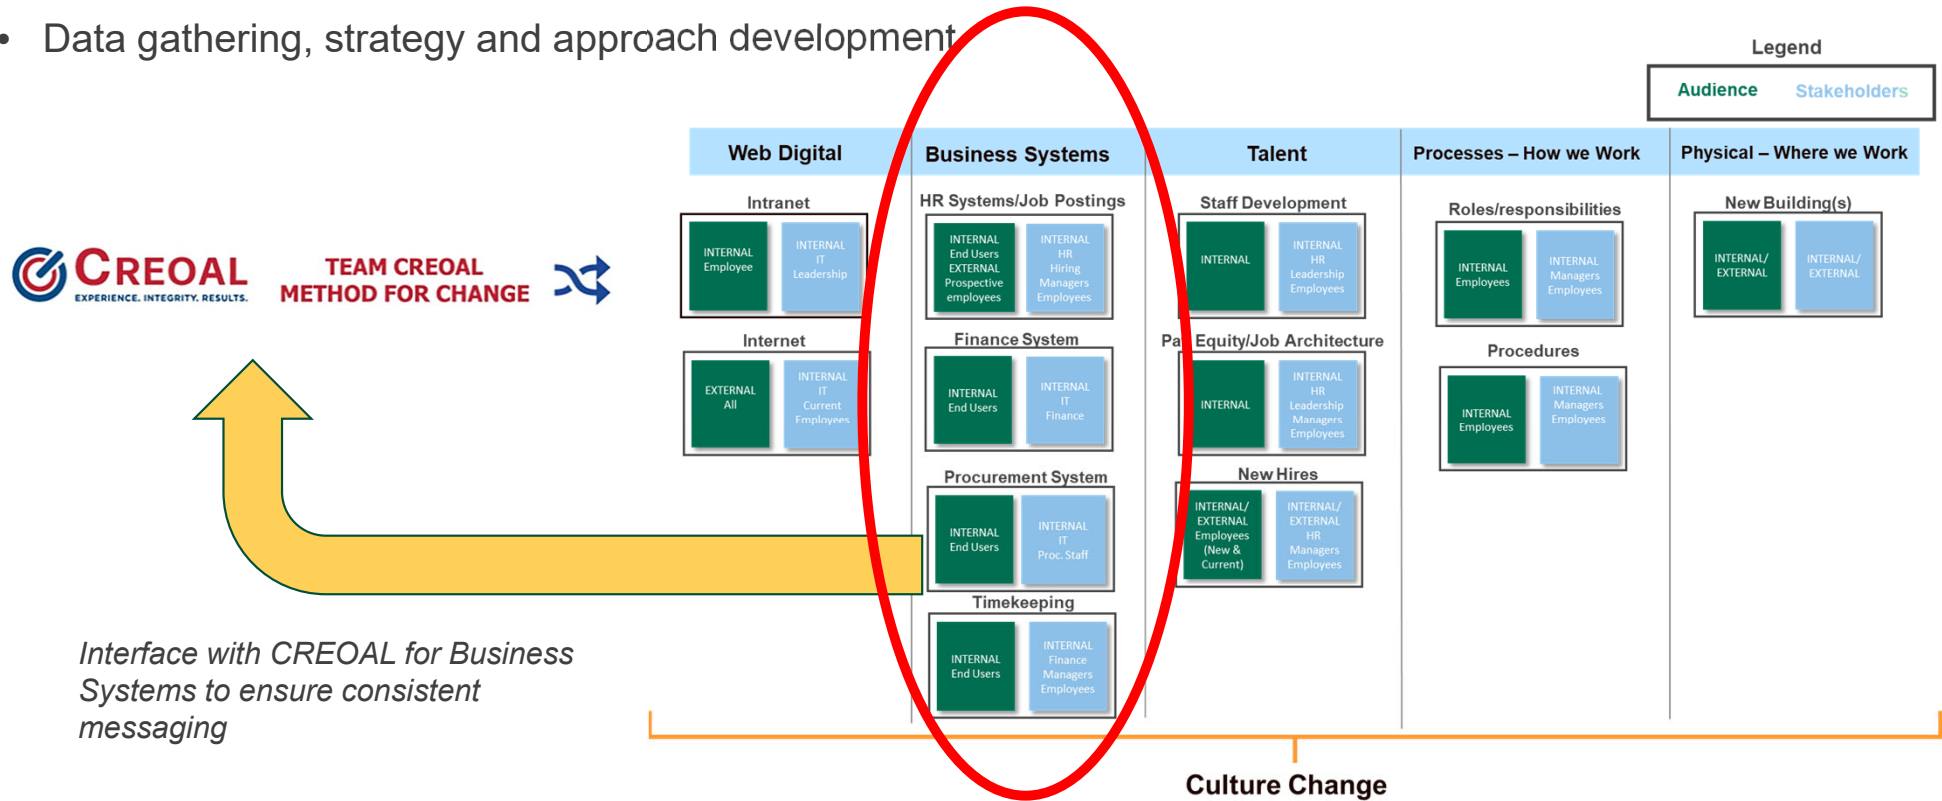 • Data gathering, strategy and approach development
Legend
Audience Stakeholders
CREOAL
EXPERIENCE. INTEGRITY. RESULTS.
TEAM CREOAL
METHOD FOR CHANGE
Web Digital
Intranet
INTERNAL
Employee
INTERNAL
IT
Leadership
Internet
EXTERNAL
All
INTERNAL
IT
Current
Employees
Business Systems
HR Systems/Job Postings
INTERNAL
End Users
EXTERNAL
Prospective
employees
INTERNAL
HR
Hiring
Managers
Employees
Finance System
INTERNAL
End Users
INTERNAL
IT
Finance
Procurement System
INTERNAL
End Users
INTERNAL
IT
Proc. Staff
Timekeeping
INTERNAL
End Users
INTERNAL
Finance
Managers
Employees
Talent
Staff Development
INTERNAL
INTERNAL
HR
Leadership
Employees
Pay Equity/Job Architecture
INTERNAL
INTERNAL
HR
Leadership
Managers
Employees
New Hires
INTERNAL/
EXTERNAL
Employees
(New &
Current)
INTERNAL/
EXTERNAL
HR
Managers
Employees
Processes – How we Work
Roles/responsibilities
INTERNAL
Employees
INTERNAL
Managers
Employees
Procedures
INTERNAL
Employees
INTERNAL
Managers
Employees
Physical – Where we Work
New Building(s)
INTERNAL/
EXTERNAL
INTERNAL/
EXTERNAL
Interface with CREOAL for Business
Systems to ensure consistent
messaging
Culture Change